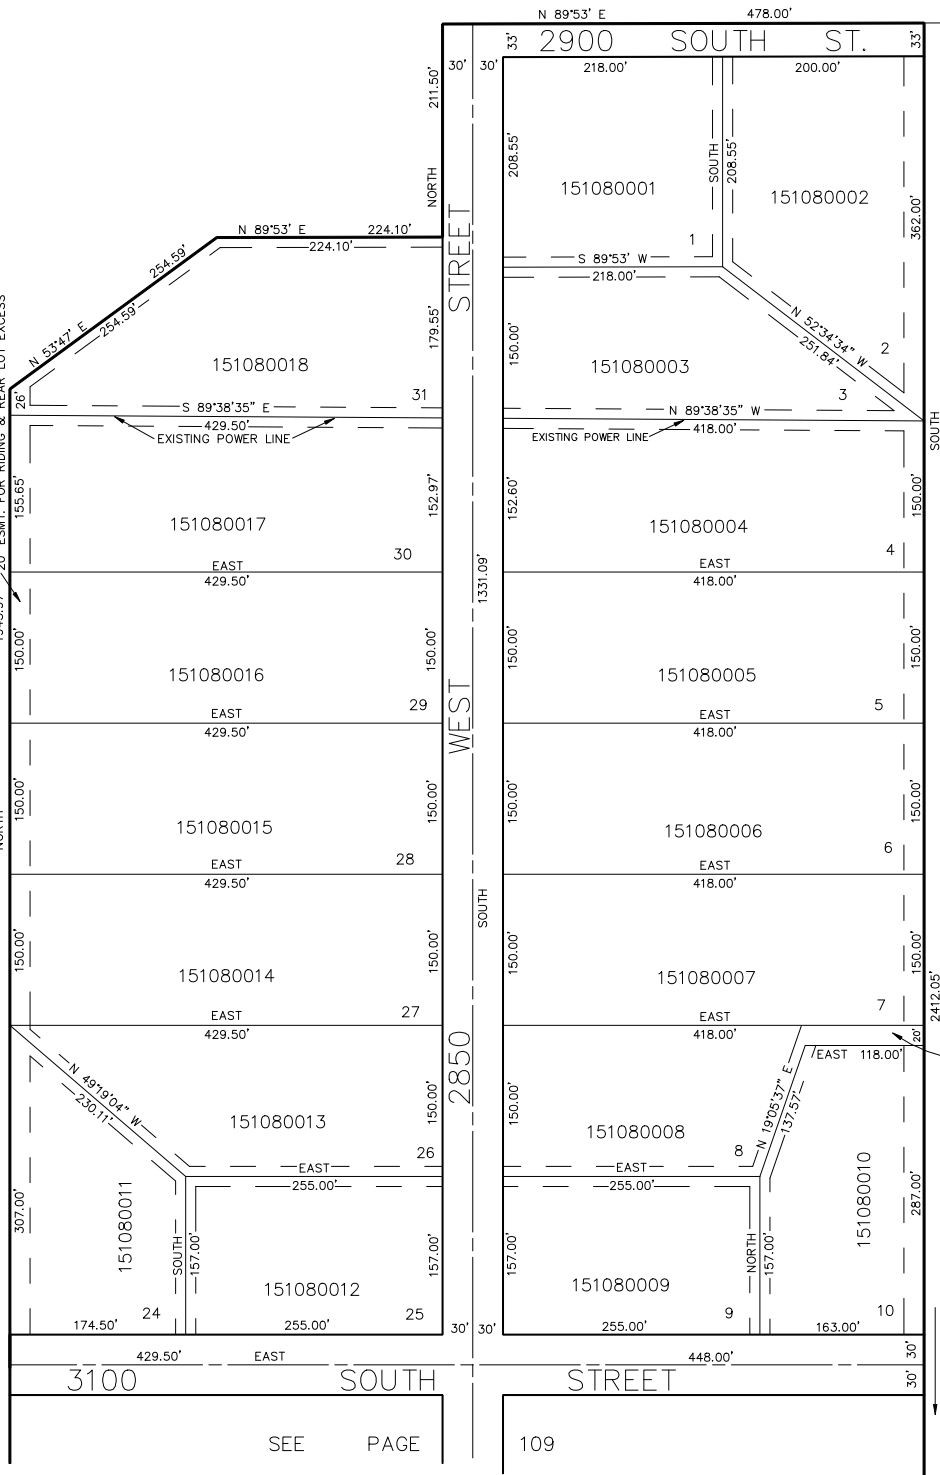 N 89°53' E 478.00'
2900 SOUTH ST.
33'
33'
30' 30'
218.00'
200.00'
211.50'
NORTH
208.55'
SOUTH
208.55'
362.00'
151080001
1
151080002
2
N 89°53' E 224.10'
224.10'
254.59'
N 53°47' E
254.59'
S 89°53' W
218.00'
N 52°34'34" W
251.84'
STREET
179.55'
150.00'
151080018
31
151080003
3
26'
S 89°38'35" E
429.50'
EXISTING POWER LINE
N 89°38'35" W
418.00'
EXISTING POWER LINE
SOUTH
20' ESMT. FOR RIDING & REAR LOT EXCESS
155.65'
152.97'
152.60'
150.00'
151080017
30
151080004
4
EAST
429.50'
1331.09'
EAST
418.00'
150.00'
150.00'
150.00'
150.00'
151080016
29
151080005
5
EAST
429.50'
WEST
EAST
418.00'
NORTH
150.00'
150.00'
150.00'
150.00'
151080015
28
151080006
6
EAST
429.50'
SOUTH
EAST
418.00'
150.00'
150.00'
150.00'
150.00'
151080014
27
151080007
7
2412.05'
EAST
429.50'
EAST
418.00'
20'
EAST 118.00'
N 49°19'04" W
230.11'
2850
150.00'
150.00'
N 19°05'37" E
137.57'
151080013
26
151080008
8
EAST
255.00'
EAST
255.00'
307.00'
151080011
24
SOUTH
157.00'
151080012
25
157.00'
157.00'
151080009
9
NORTH
157.00'
151080010
10
287.00'
174.50'
255.00'
30' 30'
255.00'
163.00'
429.50' EAST
448.00'
30'
30'
3100 SOUTH STREET
SEE PAGE 109